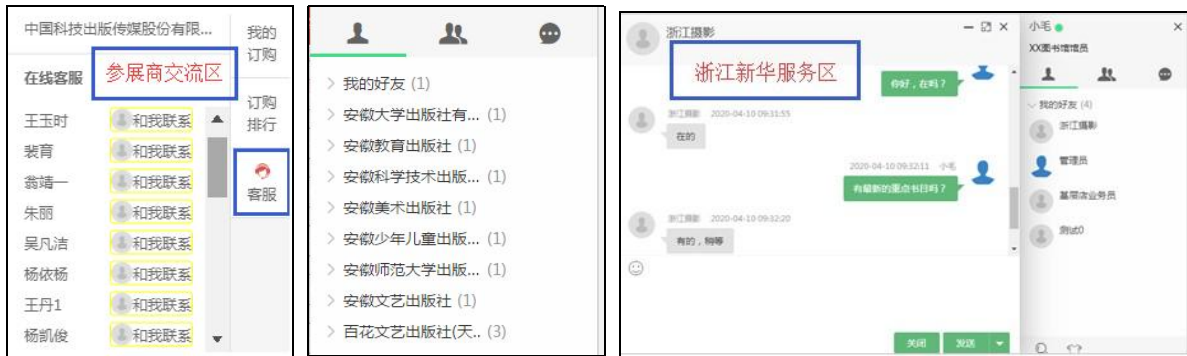 中国科技出版传媒股份有限...
在线客服
参展商交流区
王玉时 和我联系
裴育 和我联系
翁靖一 和我联系
朱丽 和我联系
吴凡洁 和我联系
杨依杨 和我联系
王丹1 和我联系
杨凯俊 和我联系
我的
订购
订购
排行
客服
我的好友 (1)
安徽大学出版社有... (1)
安徽教育出版社 (1)
安徽科学技术出版... (1)
安徽美术出版社 (1)
安徽少年儿童出版... (1)
安徽师范大学出版... (1)
安徽文艺出版社 (1)
百花文艺出版社(天.. (3)
浙江摄影
浙江新华服务区
你好，在吗？
浙江摄影 2020-04-10 09:31:55
在的
2020-04-10 09:32:11 小毛
有最新的重点书目吗？
浙江摄影 2020-04-10 09:32:20
有的，稍等
关闭 发送
小毛
XX图书馆馆员
我的好友 (4)
浙江摄影
管理员
基层店业务员
测试0